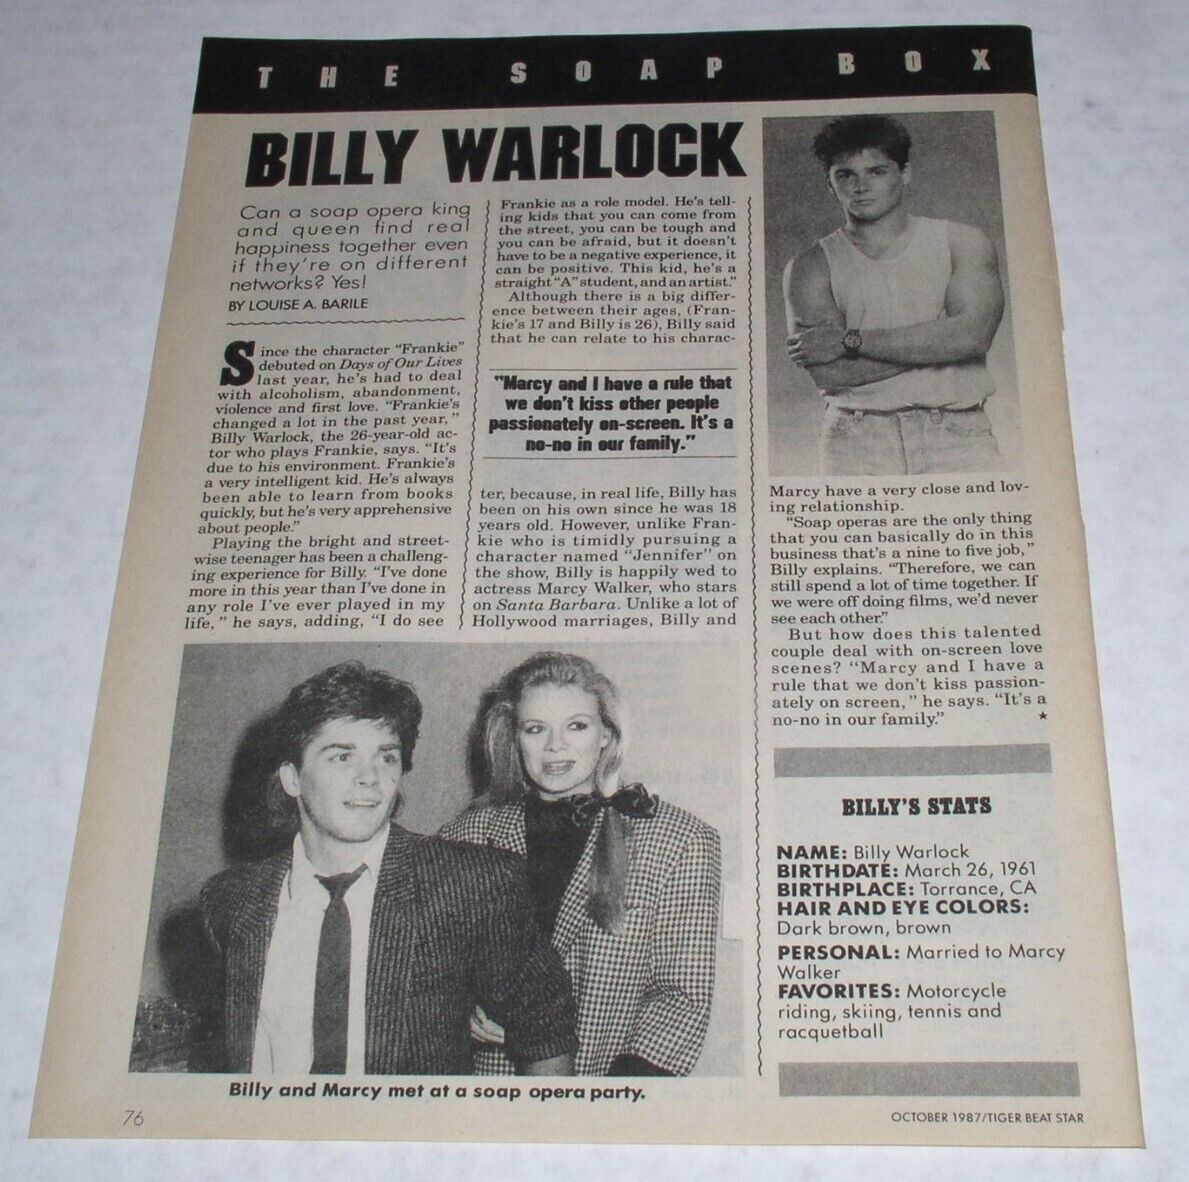 THE SOAP BOX
BILLY WARLOCK
Can a soap opera king
and queen find real
happiness together even
if they're on different
networks? Yes!
BY LOUISE A. BARILE
Since the character "Frankie"
debuted on Days of Our Lives
last year, he's had to deal
with alcoholism, abandonment,
violence and first love. "Frankie's
changed a lot in the past year,"
Billy Warlock, the 26-year-old ac-
tor who plays Frankie, says. "It's
due to his environment. Frankie's
a very intelligent kid. He's always
been able to learn from books
quickly, but he's very apprehensive
about people."
Playing the bright and street-
wise teenager has been a challeng-
ing experience for Billy. "I've done
more in this year than I've done in
any role I've ever played in my
life," he says, adding, "I do see
Frankie as a role model. He's tell-
ing kids that you can come from
the street, you can be tough and
you can be afraid, but it doesn't
have to be a negative experience, it
can be positive. This kid, he's a
straight "A" student, and an artist."
Although there is a big differ-
ence between their ages, (Fran-
kie's 17 and Billy is 26), Billy said
that he can relate to his charac-
"Marcy and I have a rule that
we don't kiss other people
passionately on-screen. It's a
no-no in our family."
ter, because, in real life, Billy has
been on his own since he was 18
years old. However, unlike Fran-
kie who is timidly pursuing a
character named "Jennifer" on
the show, Billy is happily wed to
actress Marcy Walker, who stars
on Santa Barbara. Unlike a lot of
Hollywood marriages, Billy and
Marcy have a very close and lov-
ing relationship.
"Soap operas are the only thing
that you can basically do in this
business that's a nine to five job,"
Billy explains. "Therefore, we can
still spend a lot of time together. If
we were off doing films, we'd never
see each other."
But how does this talented
couple deal with on-screen love
scenes? "Marcy and I have a
rule that we don't kiss passion-
ately on screen," he says. "It's a
no-no in our family." ★
Billy and Marcy met at a soap opera party.
BILLY'S STATS
NAME: Billy Warlock
BIRTHDATE: March 26, 1961
BIRTHPLACE: Torrance, CA
HAIR AND EYE COLORS:
Dark brown, brown
PERSONAL: Married to Marcy
Walker
FAVORITES: Motorcycle
riding, skiing, tennis and
racquetball
76
OCTOBER 1987/TIGER BEAT STAR